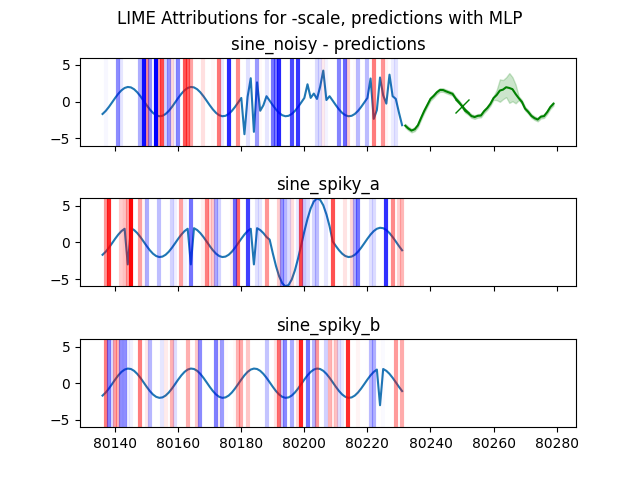 LIME Attributions for -scale, predictions with MLP
sine_noisy - predictions
5
0
−5
sine_spiky_a
5
0
−5
sine_spiky_b
5
0
−5
80140 80160 80180 80200 80220 80240 80260 80280